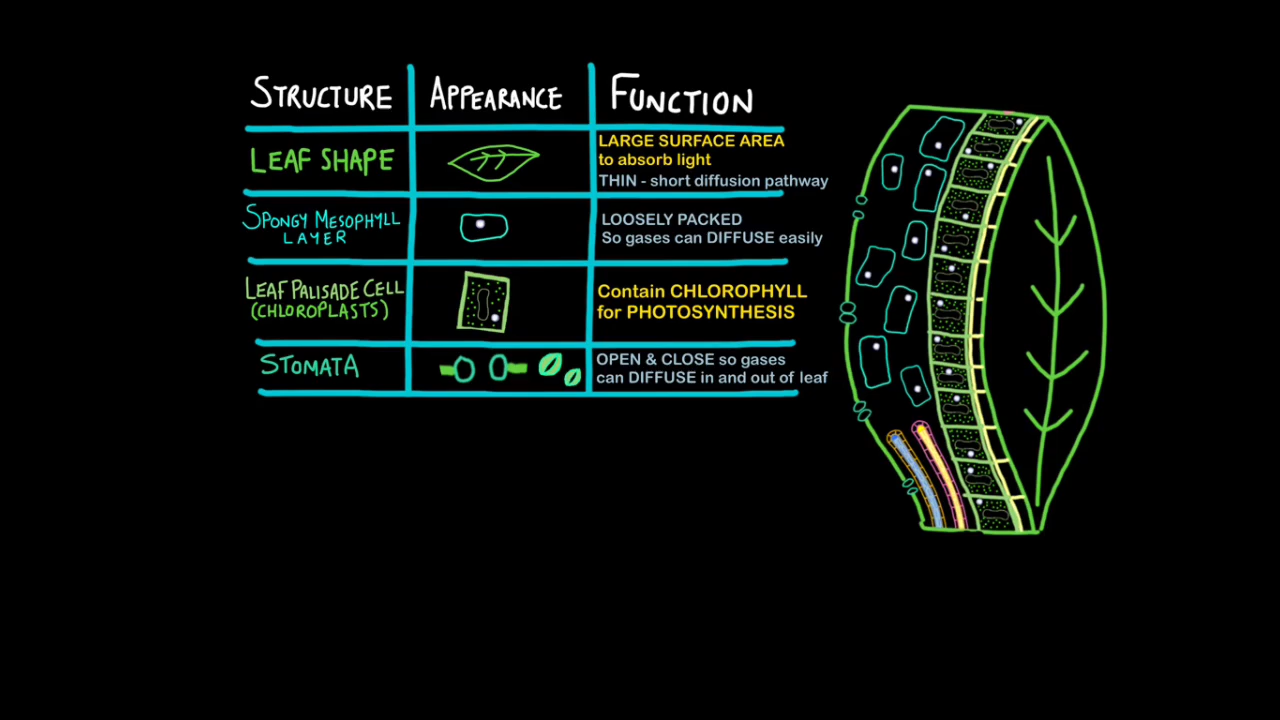 STRUCTURE APPEARANCE FUNCTION
LEAF SHAPE
LARGE SURFACE AREA
to absorb light
THIN - short diffusion pathway
SPONGY MESOPHYLL
LAYER
LOOSELY PACKED
So gases can DIFFUSE easily
LEAF PALISADE CELL
(CHLOROPLASTS)
Contain CHLOROPHYLL
for PHOTOSYNTHESIS
STOMATA
OPEN & CLOSE so gases
can DIFFUSE in and out of leaf